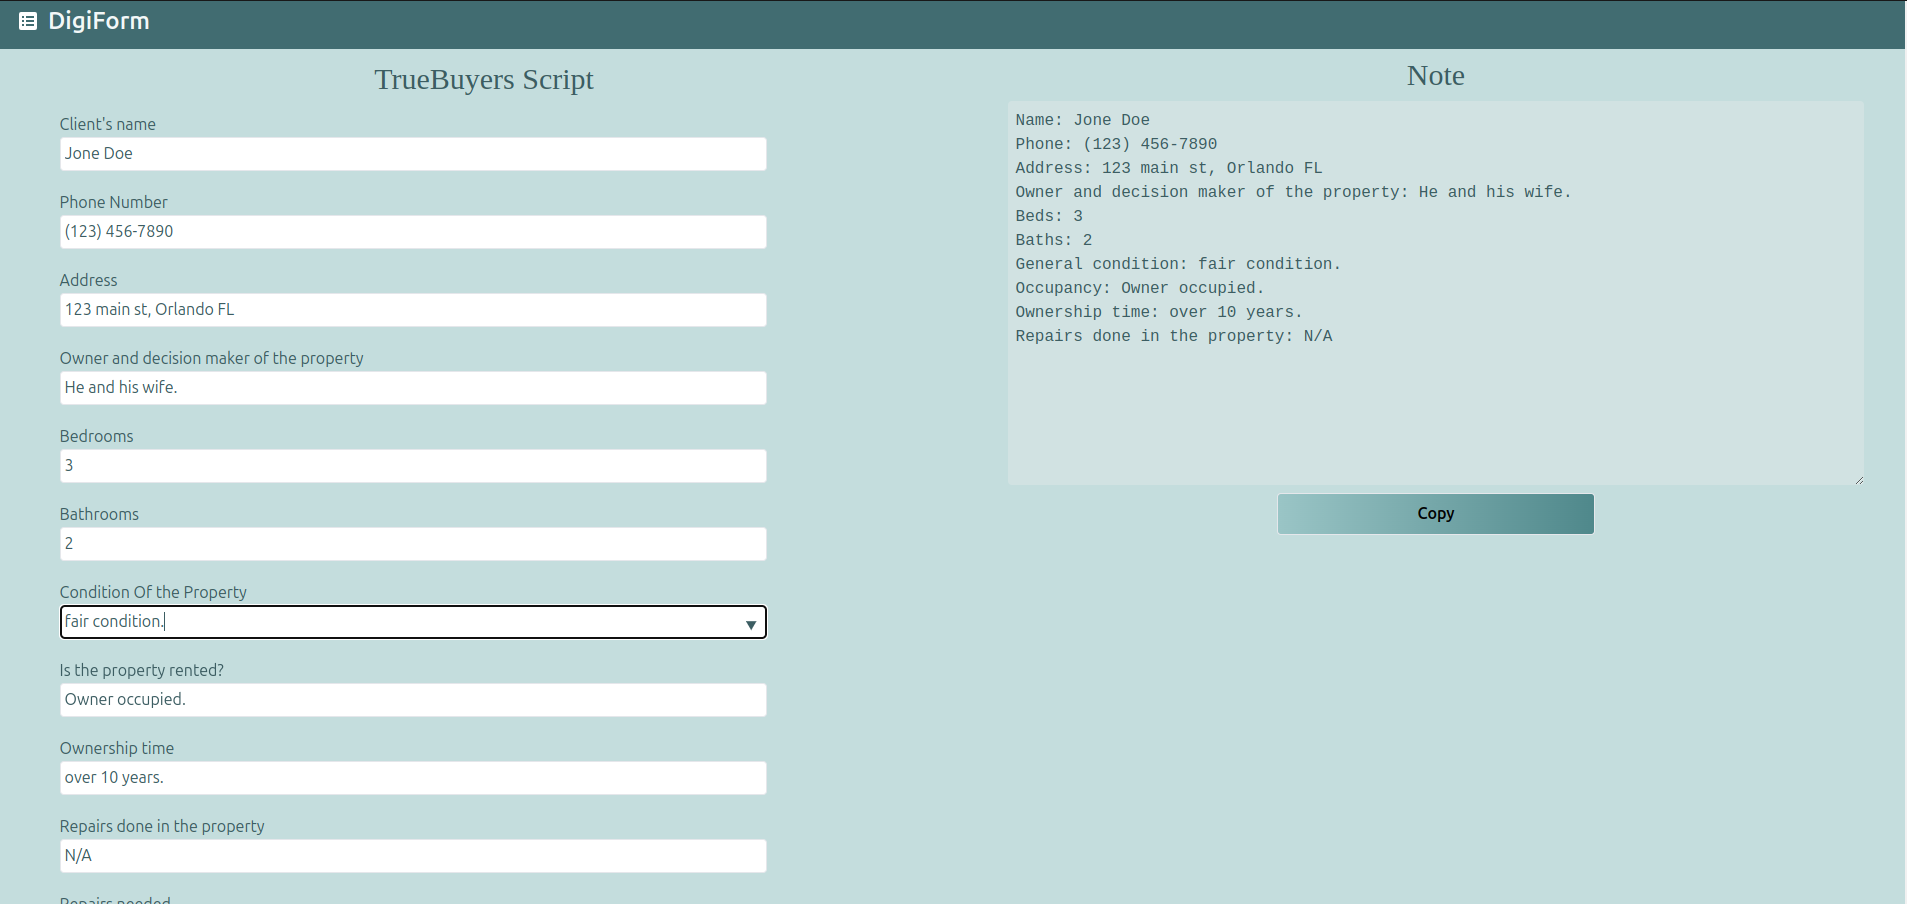 DigiForm
TrueBuyers Script
Client's name
Jone Doe
Phone Number
(123) 456-7890
Address
123 main st, Orlando FL
Owner and decision maker of the property
He and his wife.
Bedrooms
3
Bathrooms
2
Condition Of the Property
fair condition.
Is the property rented?
Owner occupied.
Ownership time
over 10 years.
Repairs done in the property
N/A
Repairs needed
Note
Name: Jone Doe
Phone: (123) 456-7890
Address: 123 main st, Orlando FL
Owner and decision maker of the property: He and his wife.
Beds: 3
Baths: 2
General condition: fair condition.
Occupancy: Owner occupied.
Ownership time: over 10 years.
Repairs done in the property: N/A
Copy